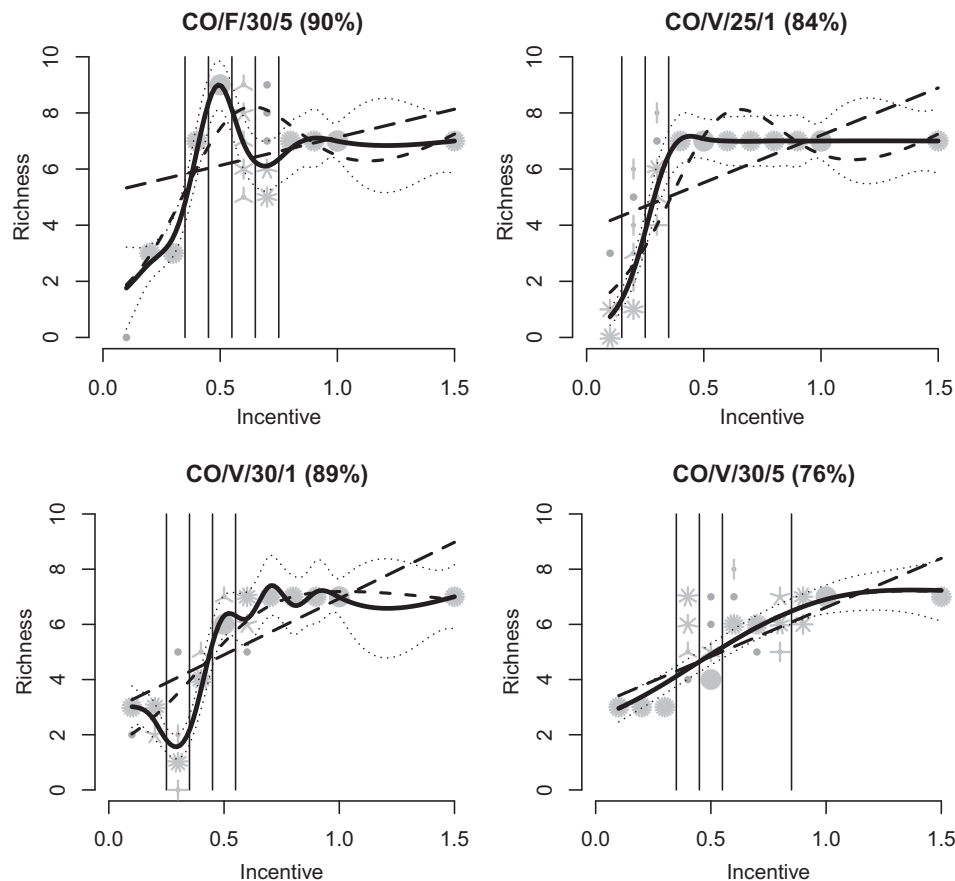 CO/F/30/5 (90%)
Richness
0 2 4 6 8 10
0.0 0.5 1.0 1.5
Incentive
CO/V/25/1 (84%)
Richness
0 2 4 6 8 10
0.0 0.5 1.0 1.5
Incentive
CO/V/30/1 (89%)
Richness
0 2 4 6 8 10
0.0 0.5 1.0 1.5
Incentive
CO/V/30/5 (76%)
Richness
0 2 4 6 8 10
0.0 0.5 1.0 1.5
Incentive